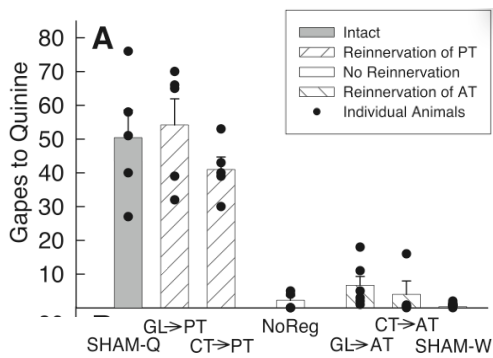 A
Gapes to Quinine
80
70
60
50
40
30
20
10
Intact
Reinnervation of PT
No Reinnervation
Reinnervation of AT
Individual Animals
GL→PT NoReg CT→AT
SHAM-Q CT→PT GL→AT SHAM-W